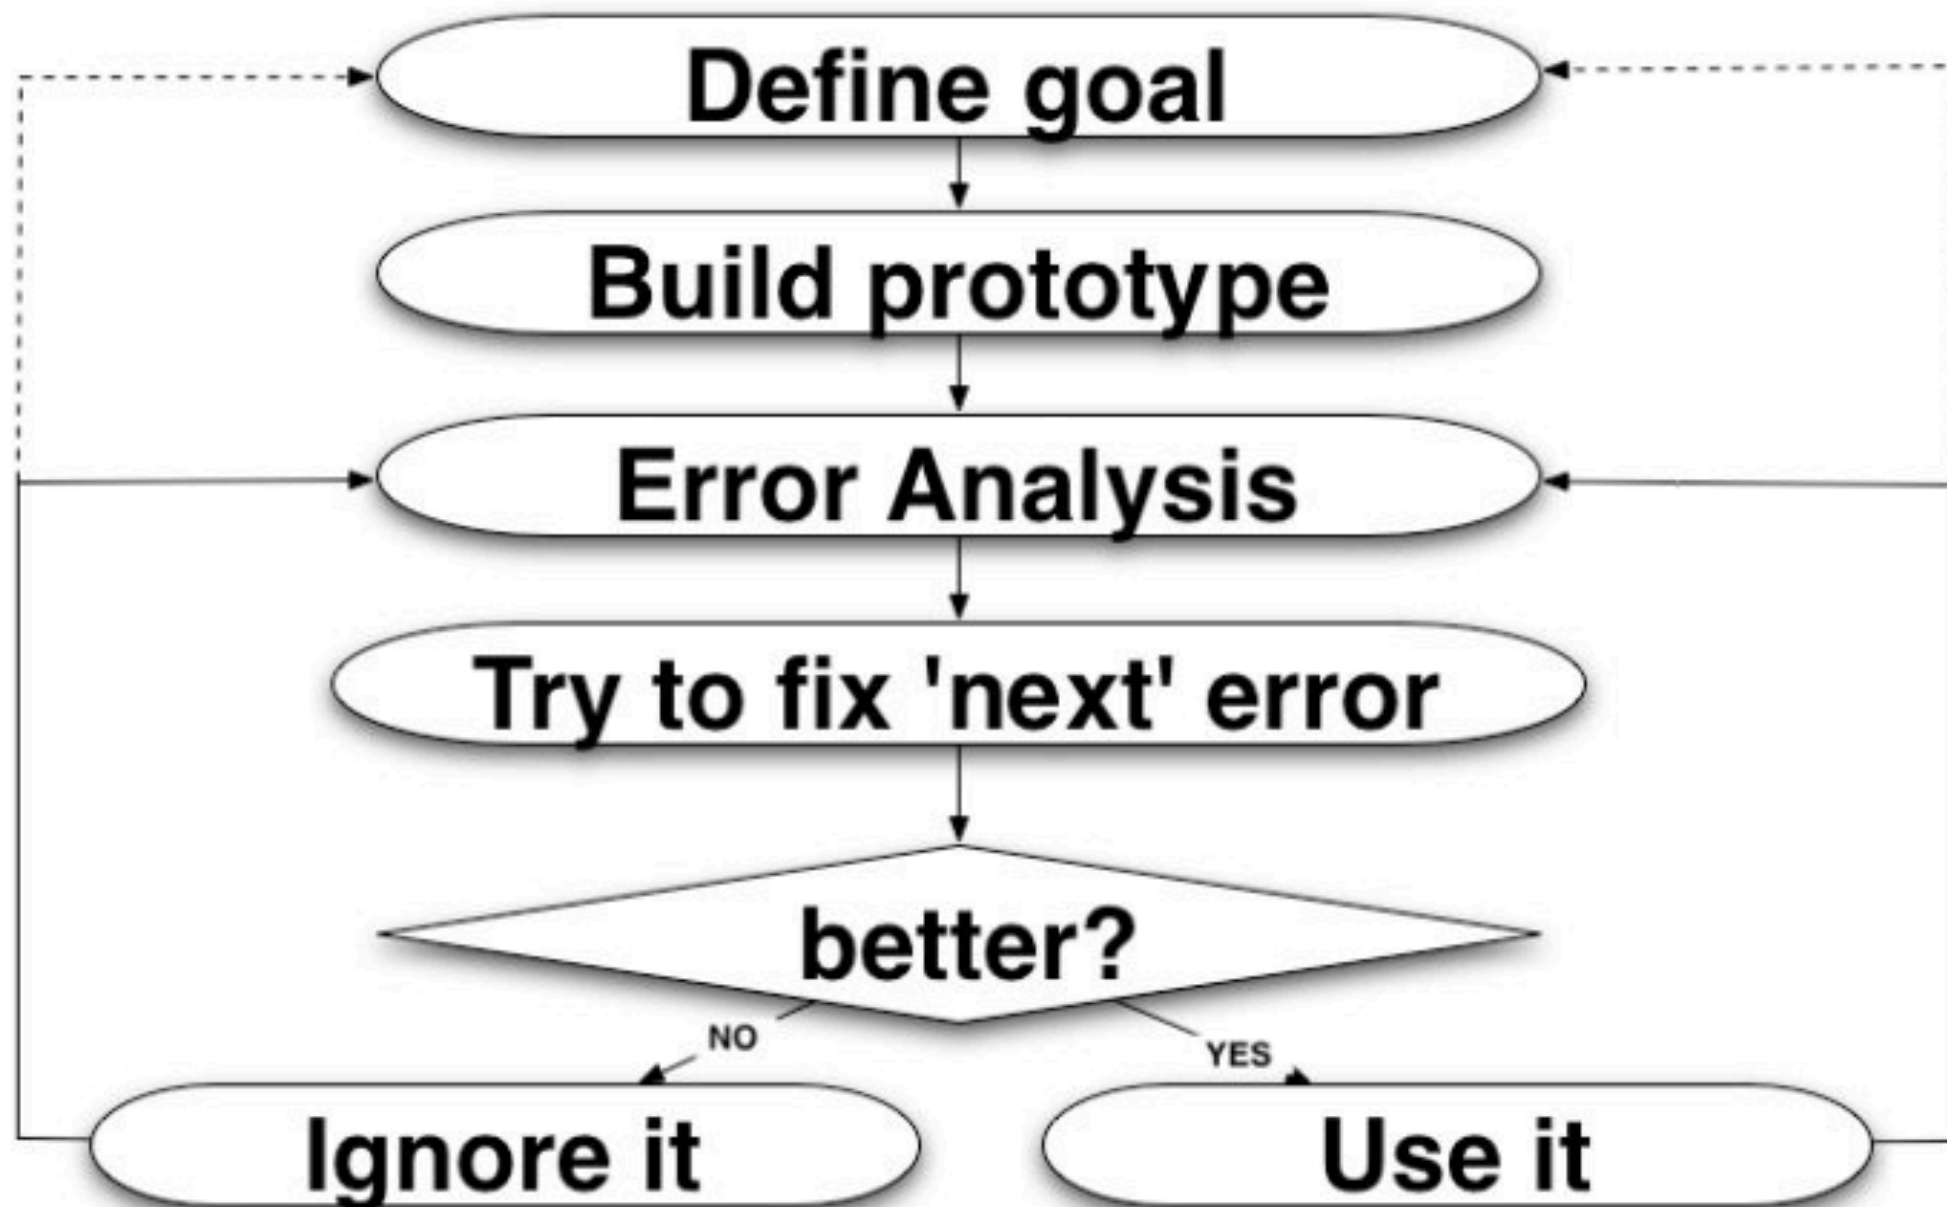 Define goal
Build prototype
Error Analysis
Try to fix 'next' error
better?
NO
YES
Ignore it
Use it